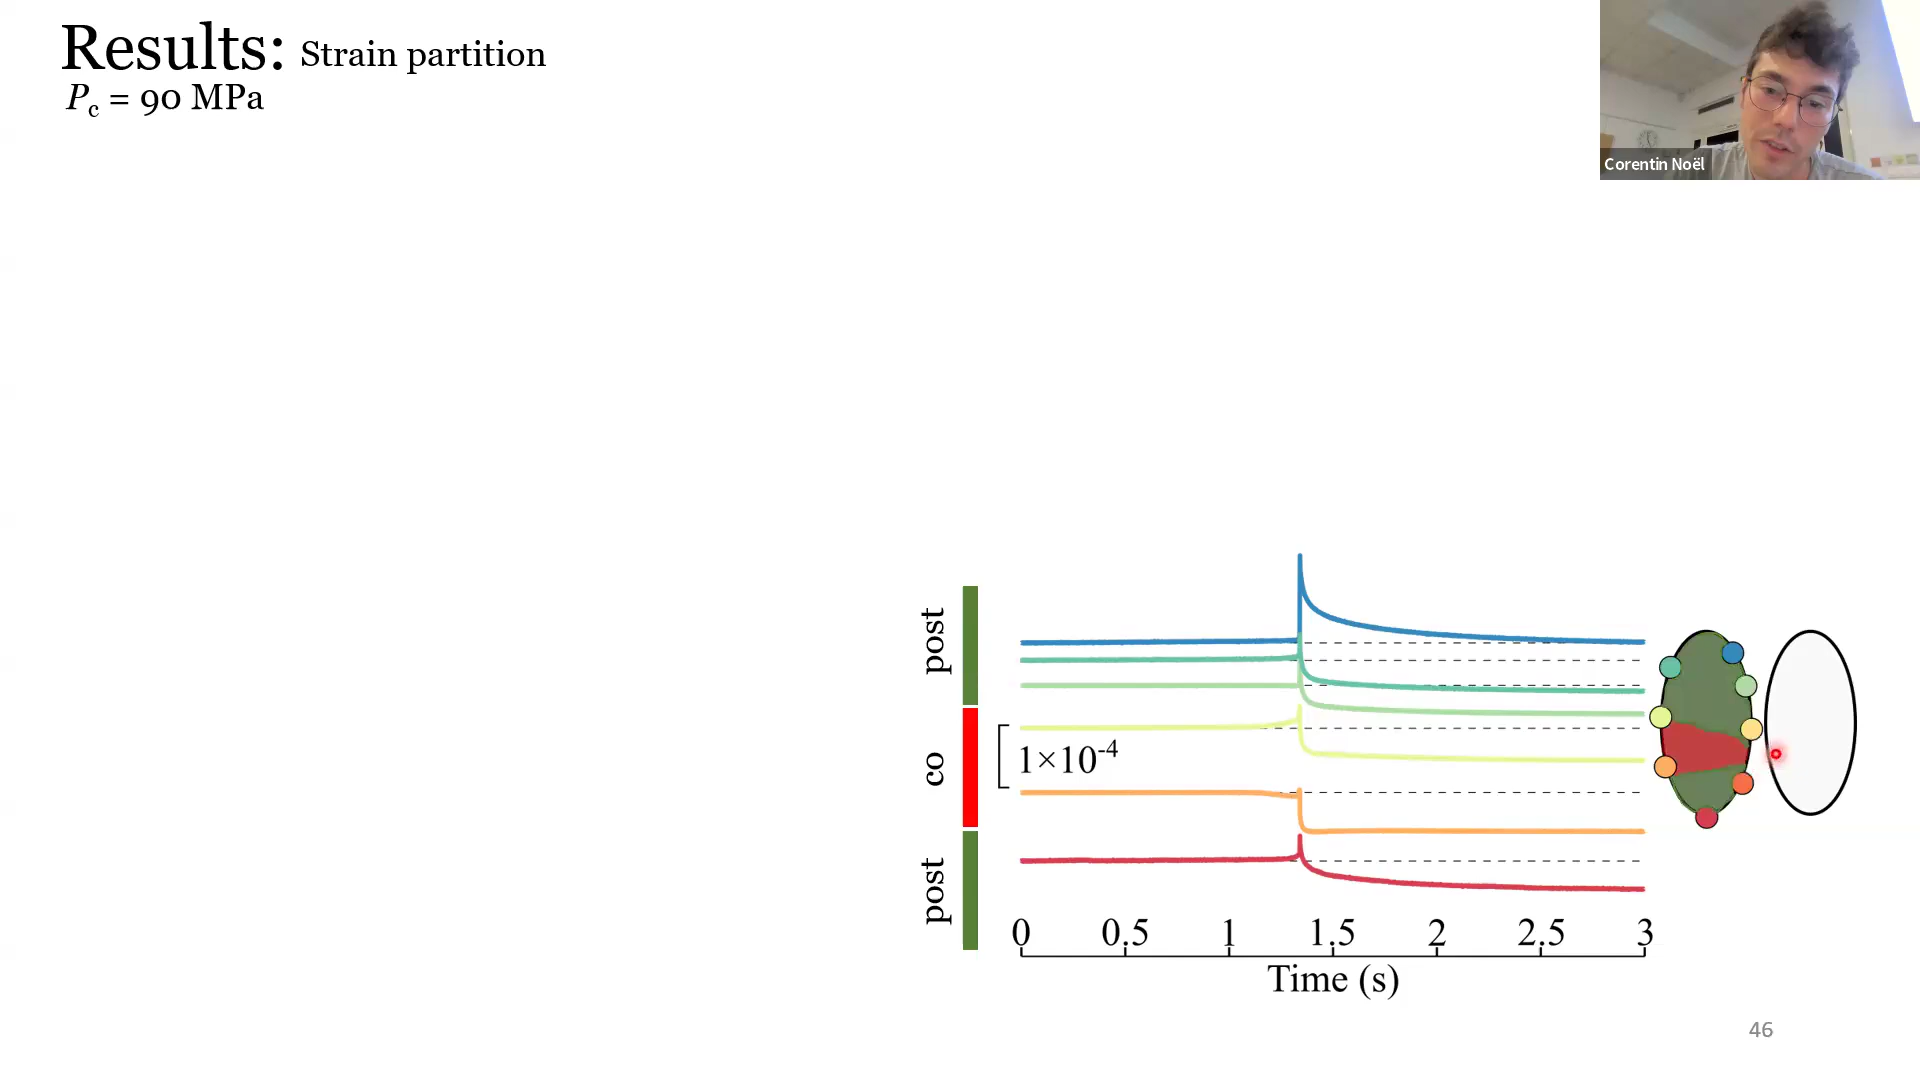 Results: Strain partition
Pc = 90 MPa
Corentin Noël
post
co
post
1×10-4
0 0.5 1 1.5 2 2.5 3
Time (s)
46